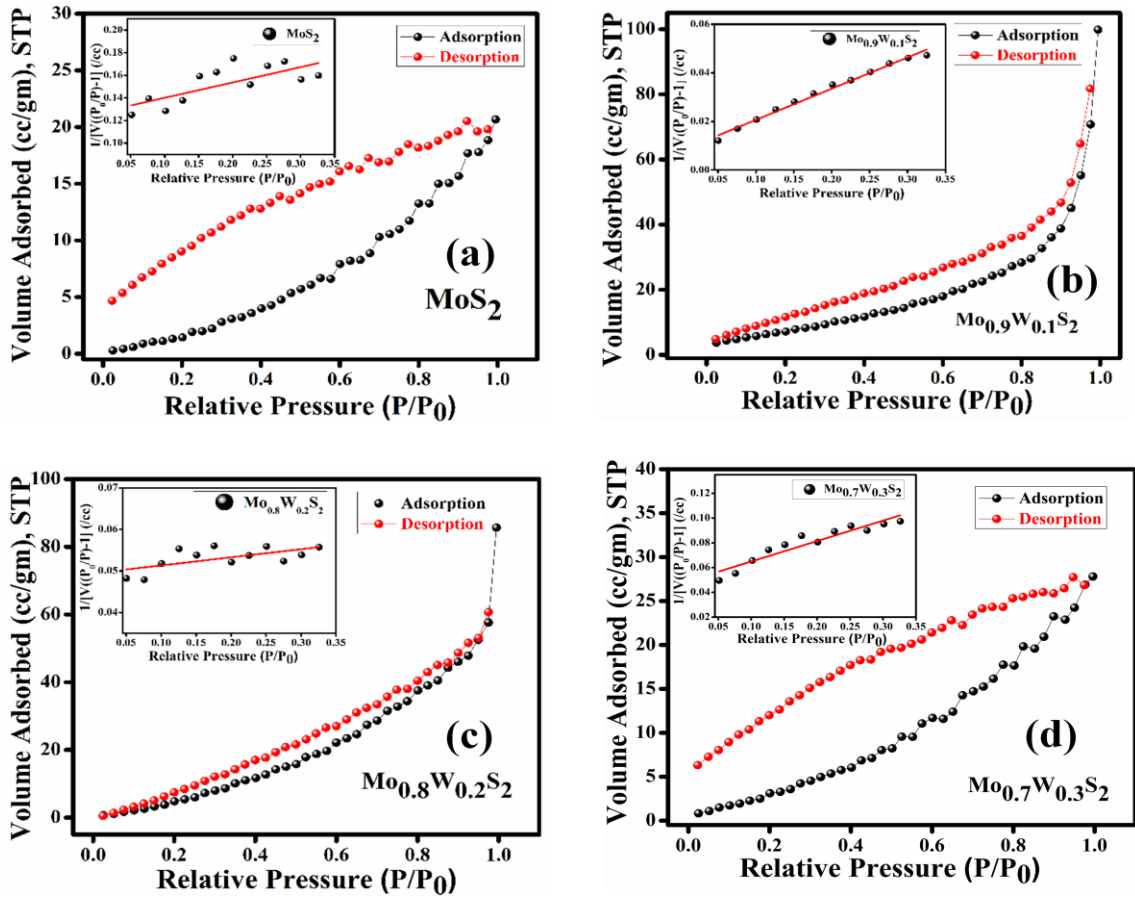 Volume Adsorbed (cc/gm), STP
30
25
20
15
10
5
0
0.0 0.2 0.4 0.6 0.8 1.0
Relative Pressure (P/P0)
Adsorption
Desorption
(a)
MoS2
1/[V((P0/P)-1] (/cc)
0.20
0.18
0.16
0.14
0.12
0.10
0.05 0.10 0.15 0.20 0.25 0.30 0.35
Relative Pressure (P/P0)
MoS2
Volume Adsorbed (cc/gm), STP
100
80
60
40
20
0
0.0 0.2 0.4 0.6 0.8 1.0
Relative Pressure (P/P0)
Adsorption
Desorption
(b)
Mo0.9W0.1S2
1/[V((P0/P)-1] (/cc)
0.06
0.04
0.02
0.00
0.05 0.10 0.15 0.20 0.25 0.30 0.35
Relative Pressure (P/P0)
Mo0.9W0.1S2
Volume Adsorbed (cc/gm), STP
100
80
60
40
20
0
0.0 0.2 0.4 0.6 0.8 1.0
Relative Pressure (P/P0)
Adsorption
Desorption
(c)
Mo0.8W0.2S2
1/[V((P0/P)-1] (/cc)
0.07
0.06
0.05
0.04
0.05 0.10 0.15 0.20 0.25 0.30 0.35
Relative Pressure (P/P0)
Mo0.8W0.2S2
Volume Adsorbed (cc/gm), STP
40
35
30
25
20
15
10
5
0
0.0 0.2 0.4 0.6 0.8 1.0
Relative Pressure (P/P0)
Adsorption
Desorption
(d)
Mo0.7W0.3S2
1/[V((P0/P)-1] (/cc)
0.12
0.10
0.08
0.06
0.04
0.02
0.05 0.10 0.15 0.20 0.25 0.30 0.35
Relative Pressure (P/P0)
Mo0.7W0.3S2